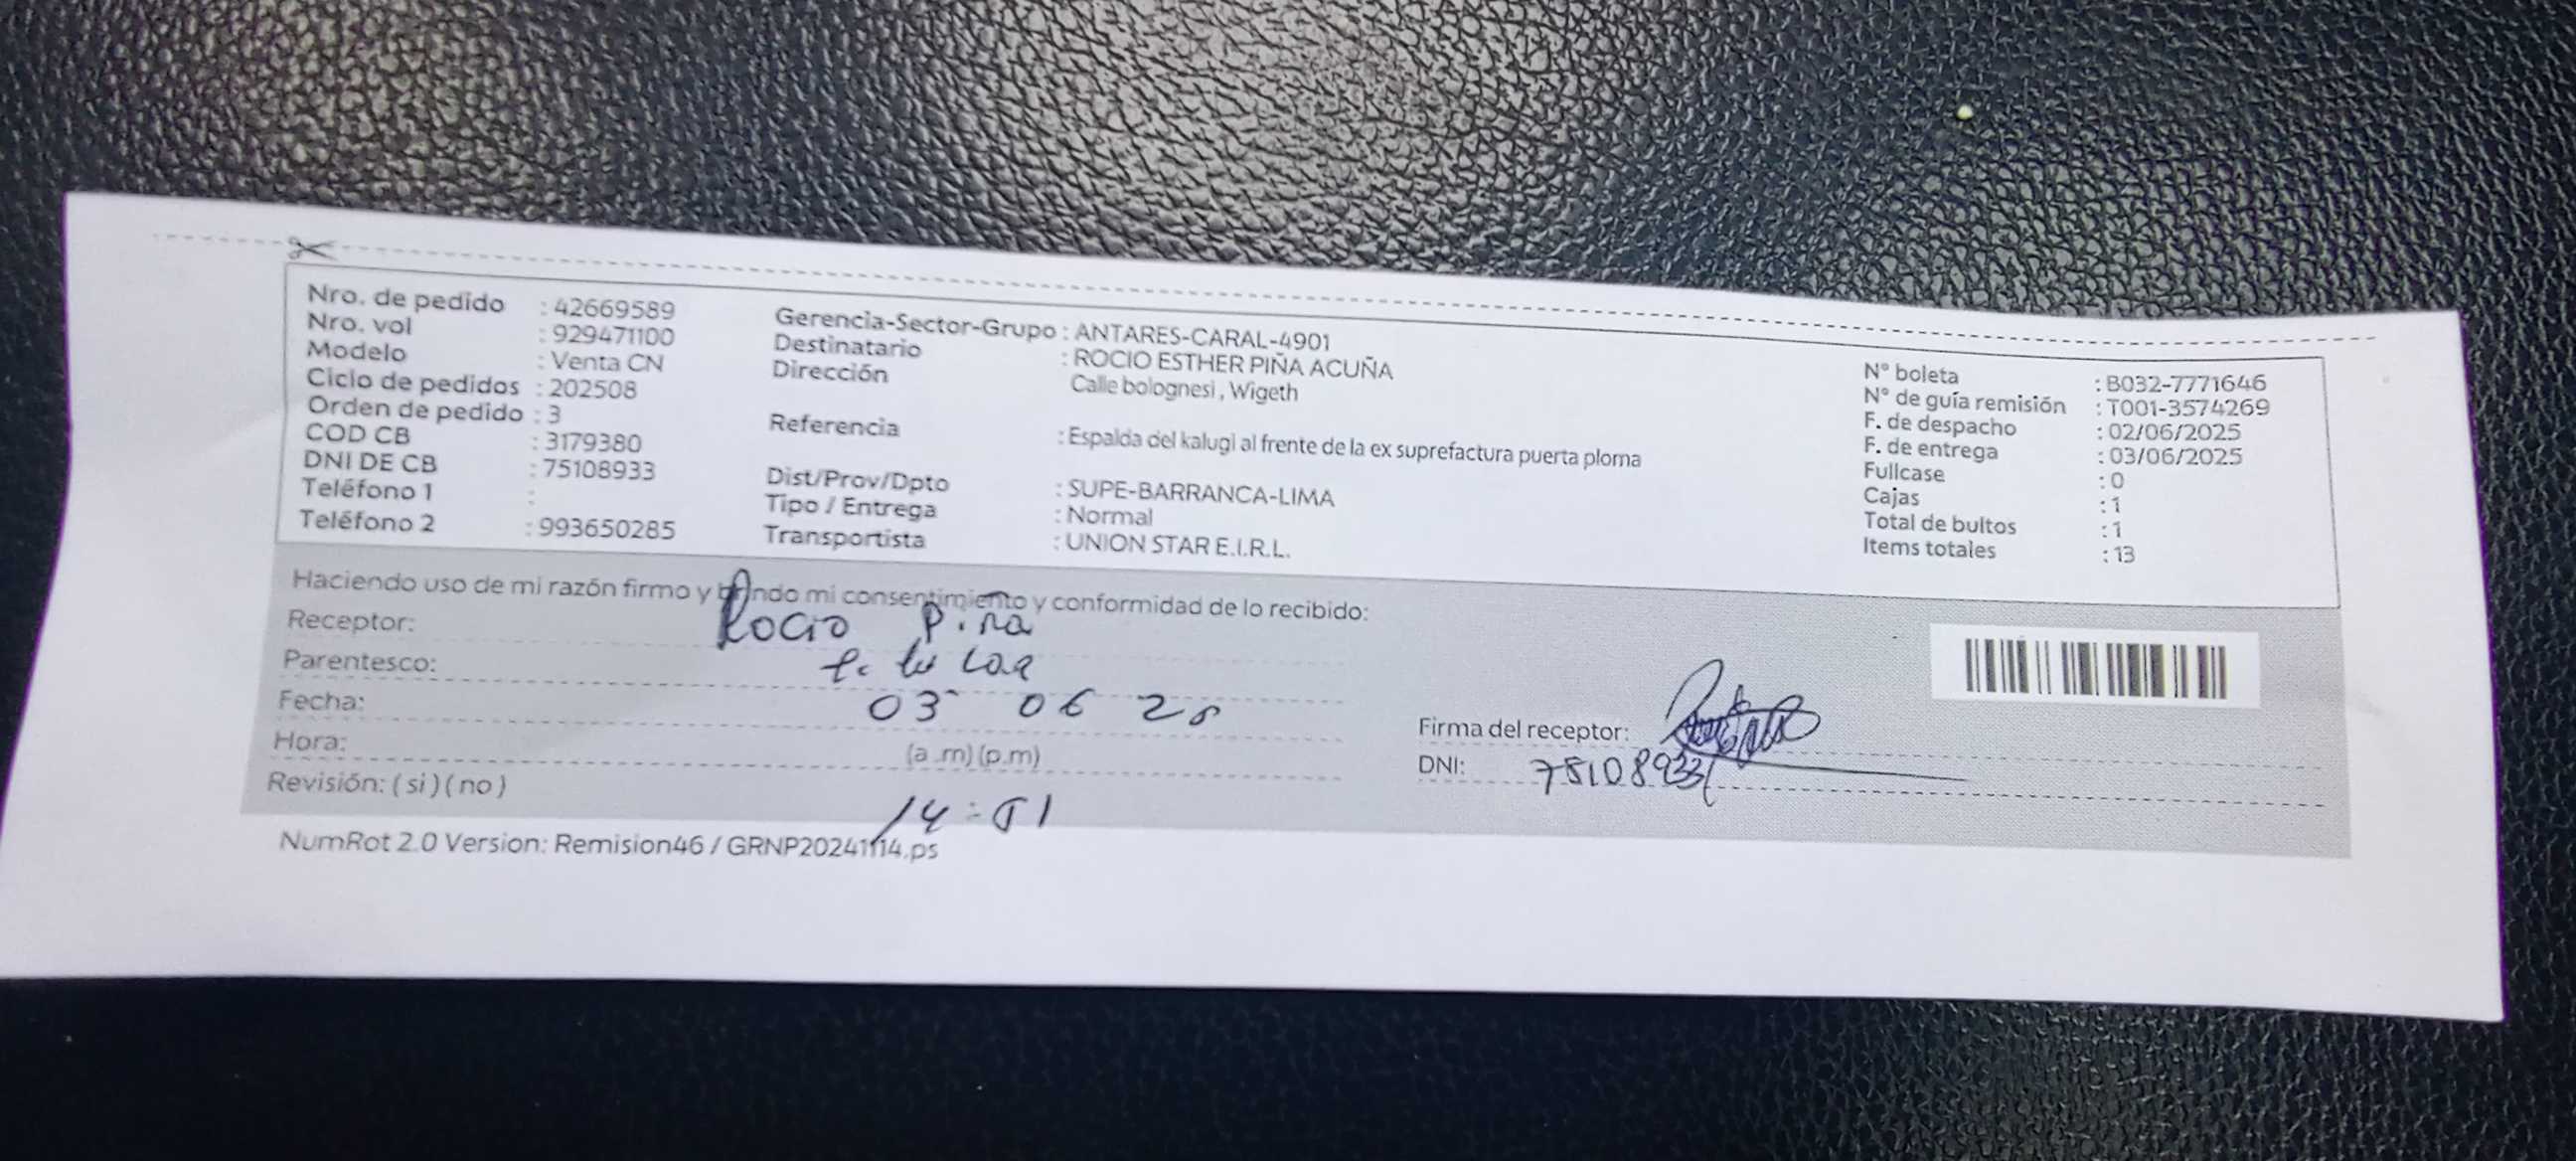 Nro. de pedido : 42669589
Nro. vol : 929471100
Modelo : Venta CN
Ciclo de pedidos : 202508
Orden de pedido : 3
COD CB : 3179380
DNI DE CB : 75108933
Teléfono 1 :
Teléfono 2 : 993650285
Gerencia-Sector-Grupo : ANTARES-CARAL-4901
Destinatario : ROCIO ESTHER PIÑA ACUÑA
Dirección Calle bolognesi , Wigeth
Referencia : Espalda del kalugi al frente de la ex suprefactura puerta ploma
Dist/Prov/Dpto : SUPE-BARRANCA-LIMA
Tipo / Entrega : Normal
Transportista : UNION STAR E.I.R.L.
N° boleta : B032-7771646
N° de guía remisión : T001-3574269
F. de despacho : 02/06/2025
F. de entrega : 03/06/2025
Fullcase : 0
Cajas : 1
Total de bultos : 1
Items totales : 13
Haciendo uso de mi razón firmo y brindo mi consentimiento y conformidad de lo recibido:
Receptor: Rocio Piña
Parentesco:
Fecha: 03 06 25
Hora: (a.m) (p.m)
Revisión: ( si ) ( no )
14:51
Firma del receptor:
DNI: 75108933
NumRot 2.0 Version: Remision46 / GRNP20241114.ps